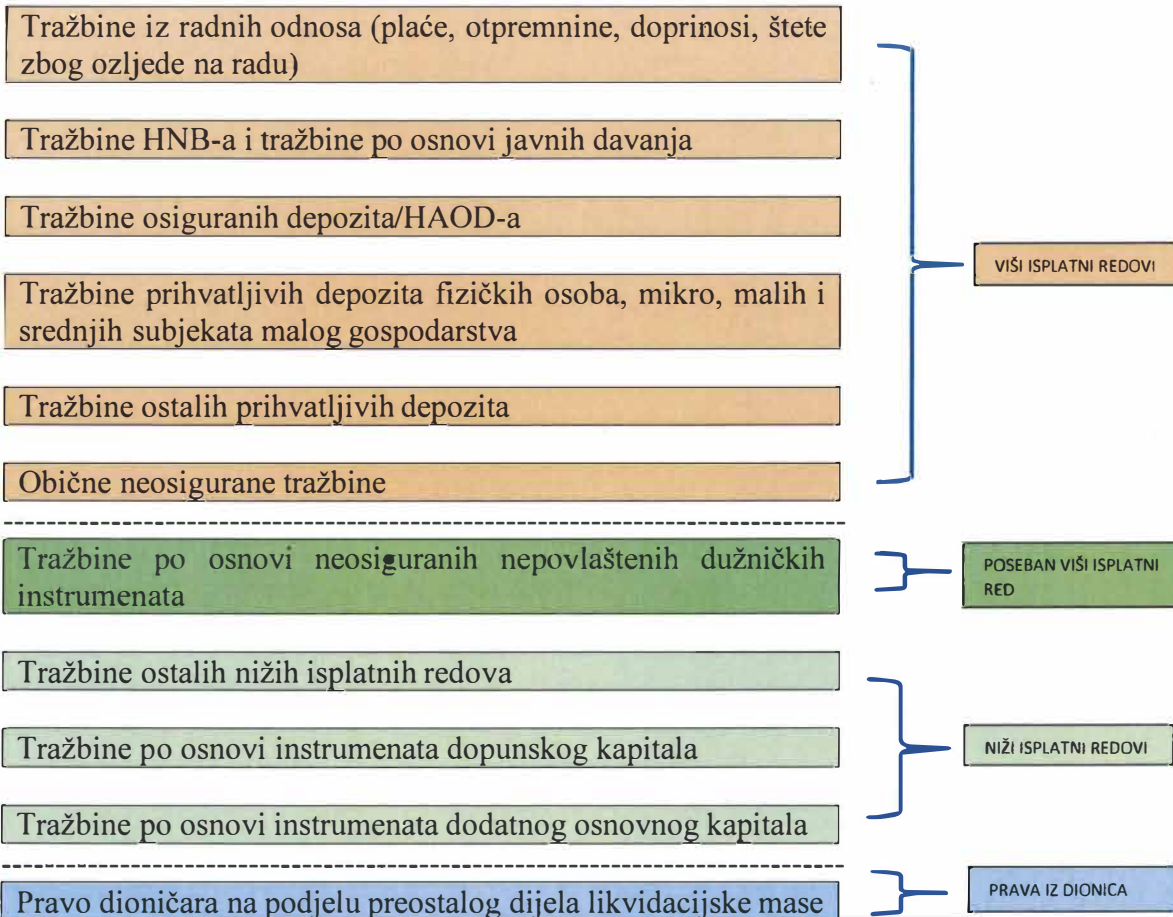 Tražbine iz radnih odnosa (plaće, otpremnine, doprinosi, štete
zbog ozljede na radu)
Tražbine HNB-a i tražbine po osnovi javnih davanja
Tražbine osiguranih depozita/HAOD-a
Tražbine prihvatljivih depozita fizičkih osoba, mikro, malih i
srednjih subjekata malog gospodarstva
Tražbine ostalih prihvatljivih depozita
Obične neosigurane tražbine
VIŠI ISPLATNI REDOVI
Tražbine po osnovi neosiguranih nepovlaštenih dužničkih
instrumenata
POSEBAN VIŠI ISPLATNI
RED
Tražbine ostalih nižih isplatnih redova
Tražbine po osnovi instrumenata dopunskog kapitala
Tražbine po osnovi instrumenata dodatnog osnovnog kapitala
NIŽI ISPLATNI REDOVI
Pravo dioničara na podjelu preostalog dijela likvidacijske mase
PRAVA IZ DIONICA